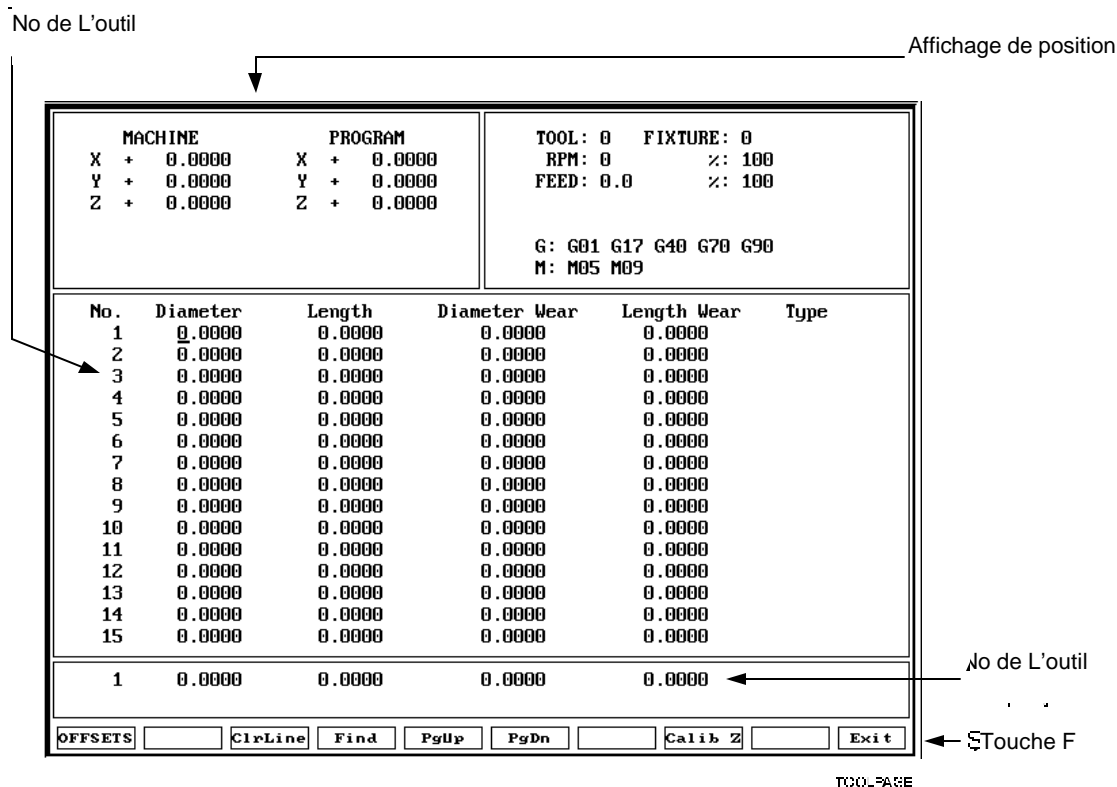 No de L'outil
Affichage de position
MACHINE PROGRAM TOOL: 0 FIXTURE: 0
X + 0.0000 X + 0.0000 RPM: 0 %: 100
Y + 0.0000 Y + 0.0000 FEED: 0.0 %: 100
Z + 0.0000 Z + 0.0000
G: G01 G17 G40 G70 G90
M: M05 M09
No. Diameter Length Diameter Wear Length Wear Type
1 0.0000 0.0000 0.0000 0.0000
2 0.0000 0.0000 0.0000 0.0000
3 0.0000 0.0000 0.0000 0.0000
4 0.0000 0.0000 0.0000 0.0000
5 0.0000 0.0000 0.0000 0.0000
6 0.0000 0.0000 0.0000 0.0000
7 0.0000 0.0000 0.0000 0.0000
8 0.0000 0.0000 0.0000 0.0000
9 0.0000 0.0000 0.0000 0.0000
10 0.0000 0.0000 0.0000 0.0000
11 0.0000 0.0000 0.0000 0.0000
12 0.0000 0.0000 0.0000 0.0000
13 0.0000 0.0000 0.0000 0.0000
14 0.0000 0.0000 0.0000 0.0000
15 0.0000 0.0000 0.0000 0.0000
No de L'outil
1 0.0000 0.0000 0.0000 0.0000
OFFSETS ClrLine Find PgUp PgDn Calib Z Exit
Touche F
TOOLPAGE